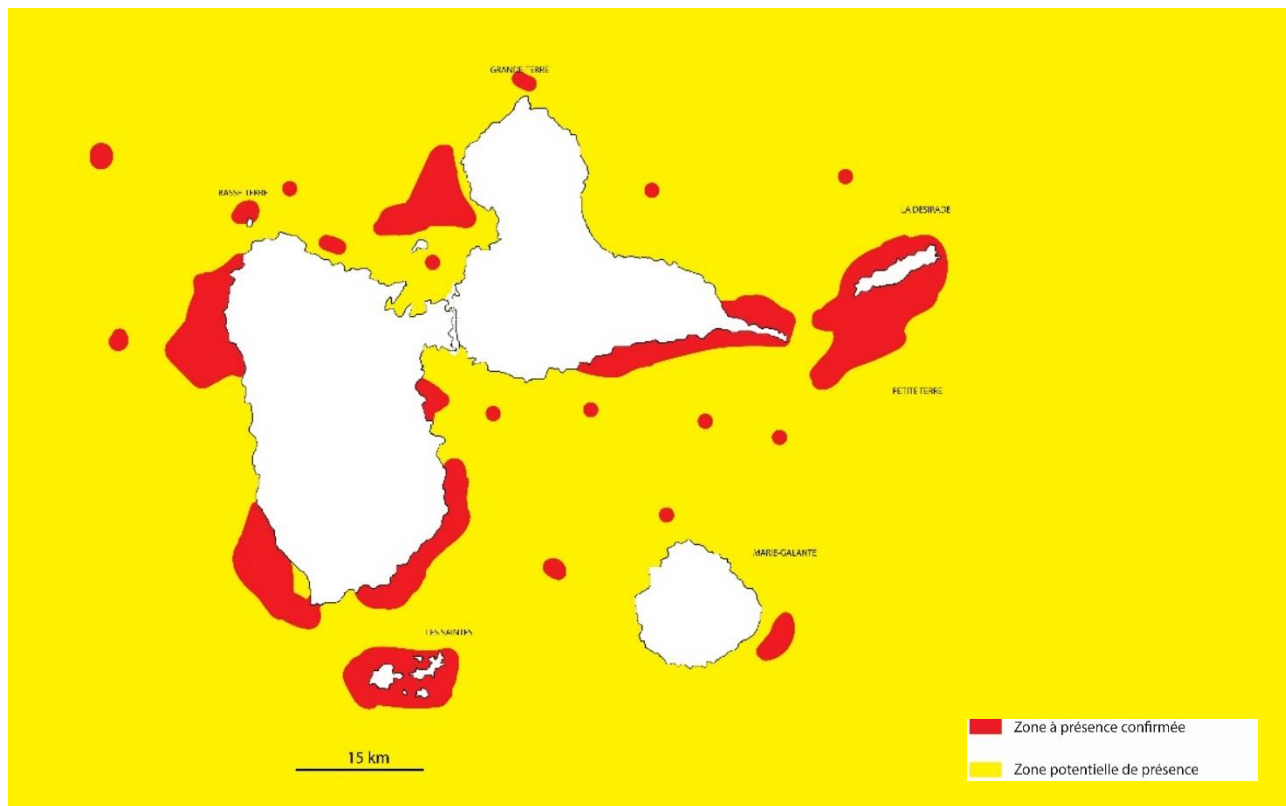 GRANDE TERRE
BASSE TERRE
LA DESIRADE
PETITE TERRE
MARIE-GALANTE
LES SAINTES
Zone à présence confirmée
15 km
Zone potentielle de présence